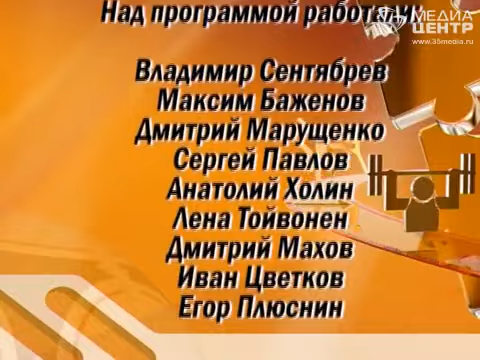 Над программой работали
МЕДИА
ЦЕНТР
www.35media.ru
Владимир Сентябрев
Максим Баженов
Дмитрий Марущенко
Сергей Павлов
Анатолий Холин
Лена Тойвонен
Дмитрий Махов
Иван Цветков
Егор Плюснин